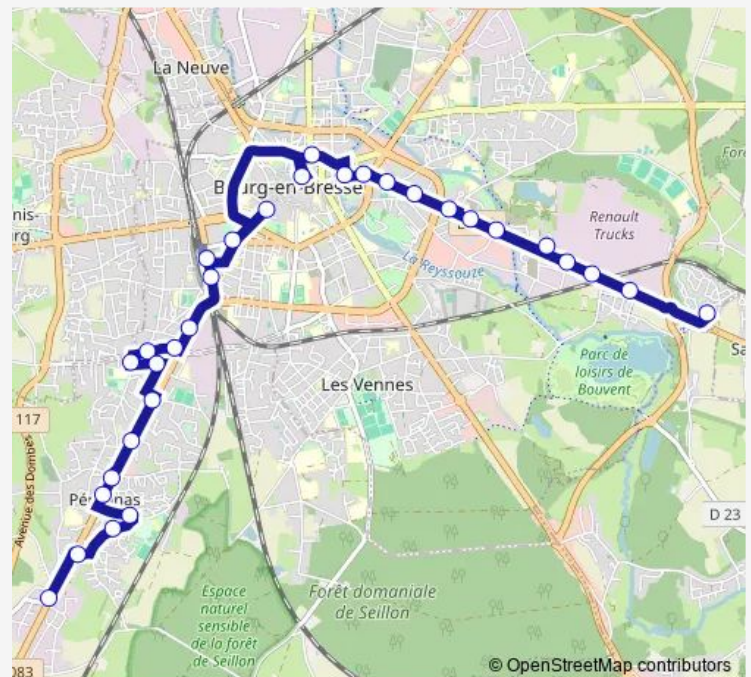 La Neuve
Bourg-en-Bresse
nis-
rg
Renault
Trucks
La Reyssouze
Fore
Parc de
loisirs de
Bouvent
Sa
Les Vennes
117
Avenue des Dombes
D 23
Espace
naturel
sensible
de la forêt
de Seillon
Forêt domaniale
de Seillon
083
© OpenStreetMap contributors